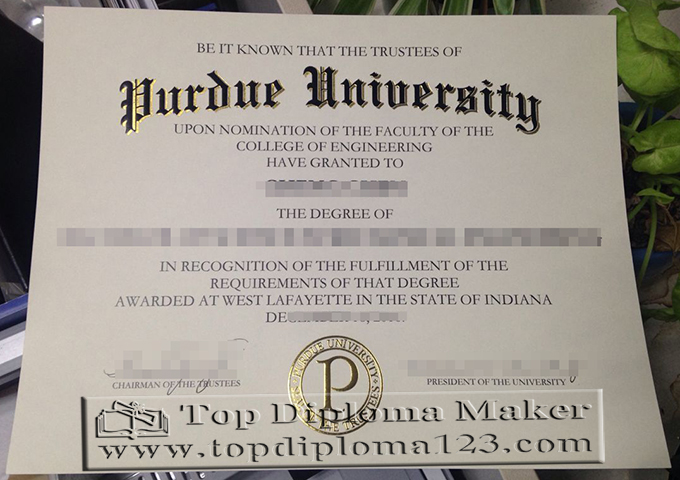 BE IT KNOWN THAT THE TRUSTEES OF
Purdue University
UPON NOMINATION OF THE FACULTY OF THE
COLLEGE OF ENGINEERING
HAVE GRANTED TO
THE DEGREE OF
IN RECOGNITION OF THE FULFILLMENT OF THE
REQUIREMENTS OF THAT DEGREE
AWARDED AT WEST LAFAYETTE IN THE STATE OF INDIANA
CHAIRMAN OF THE TRUSTEES
PURDUE UNIVERSITY
P
PRESIDENT OF THE UNIVERSITY
Top Diploma Maker
www.topdiploma123.com